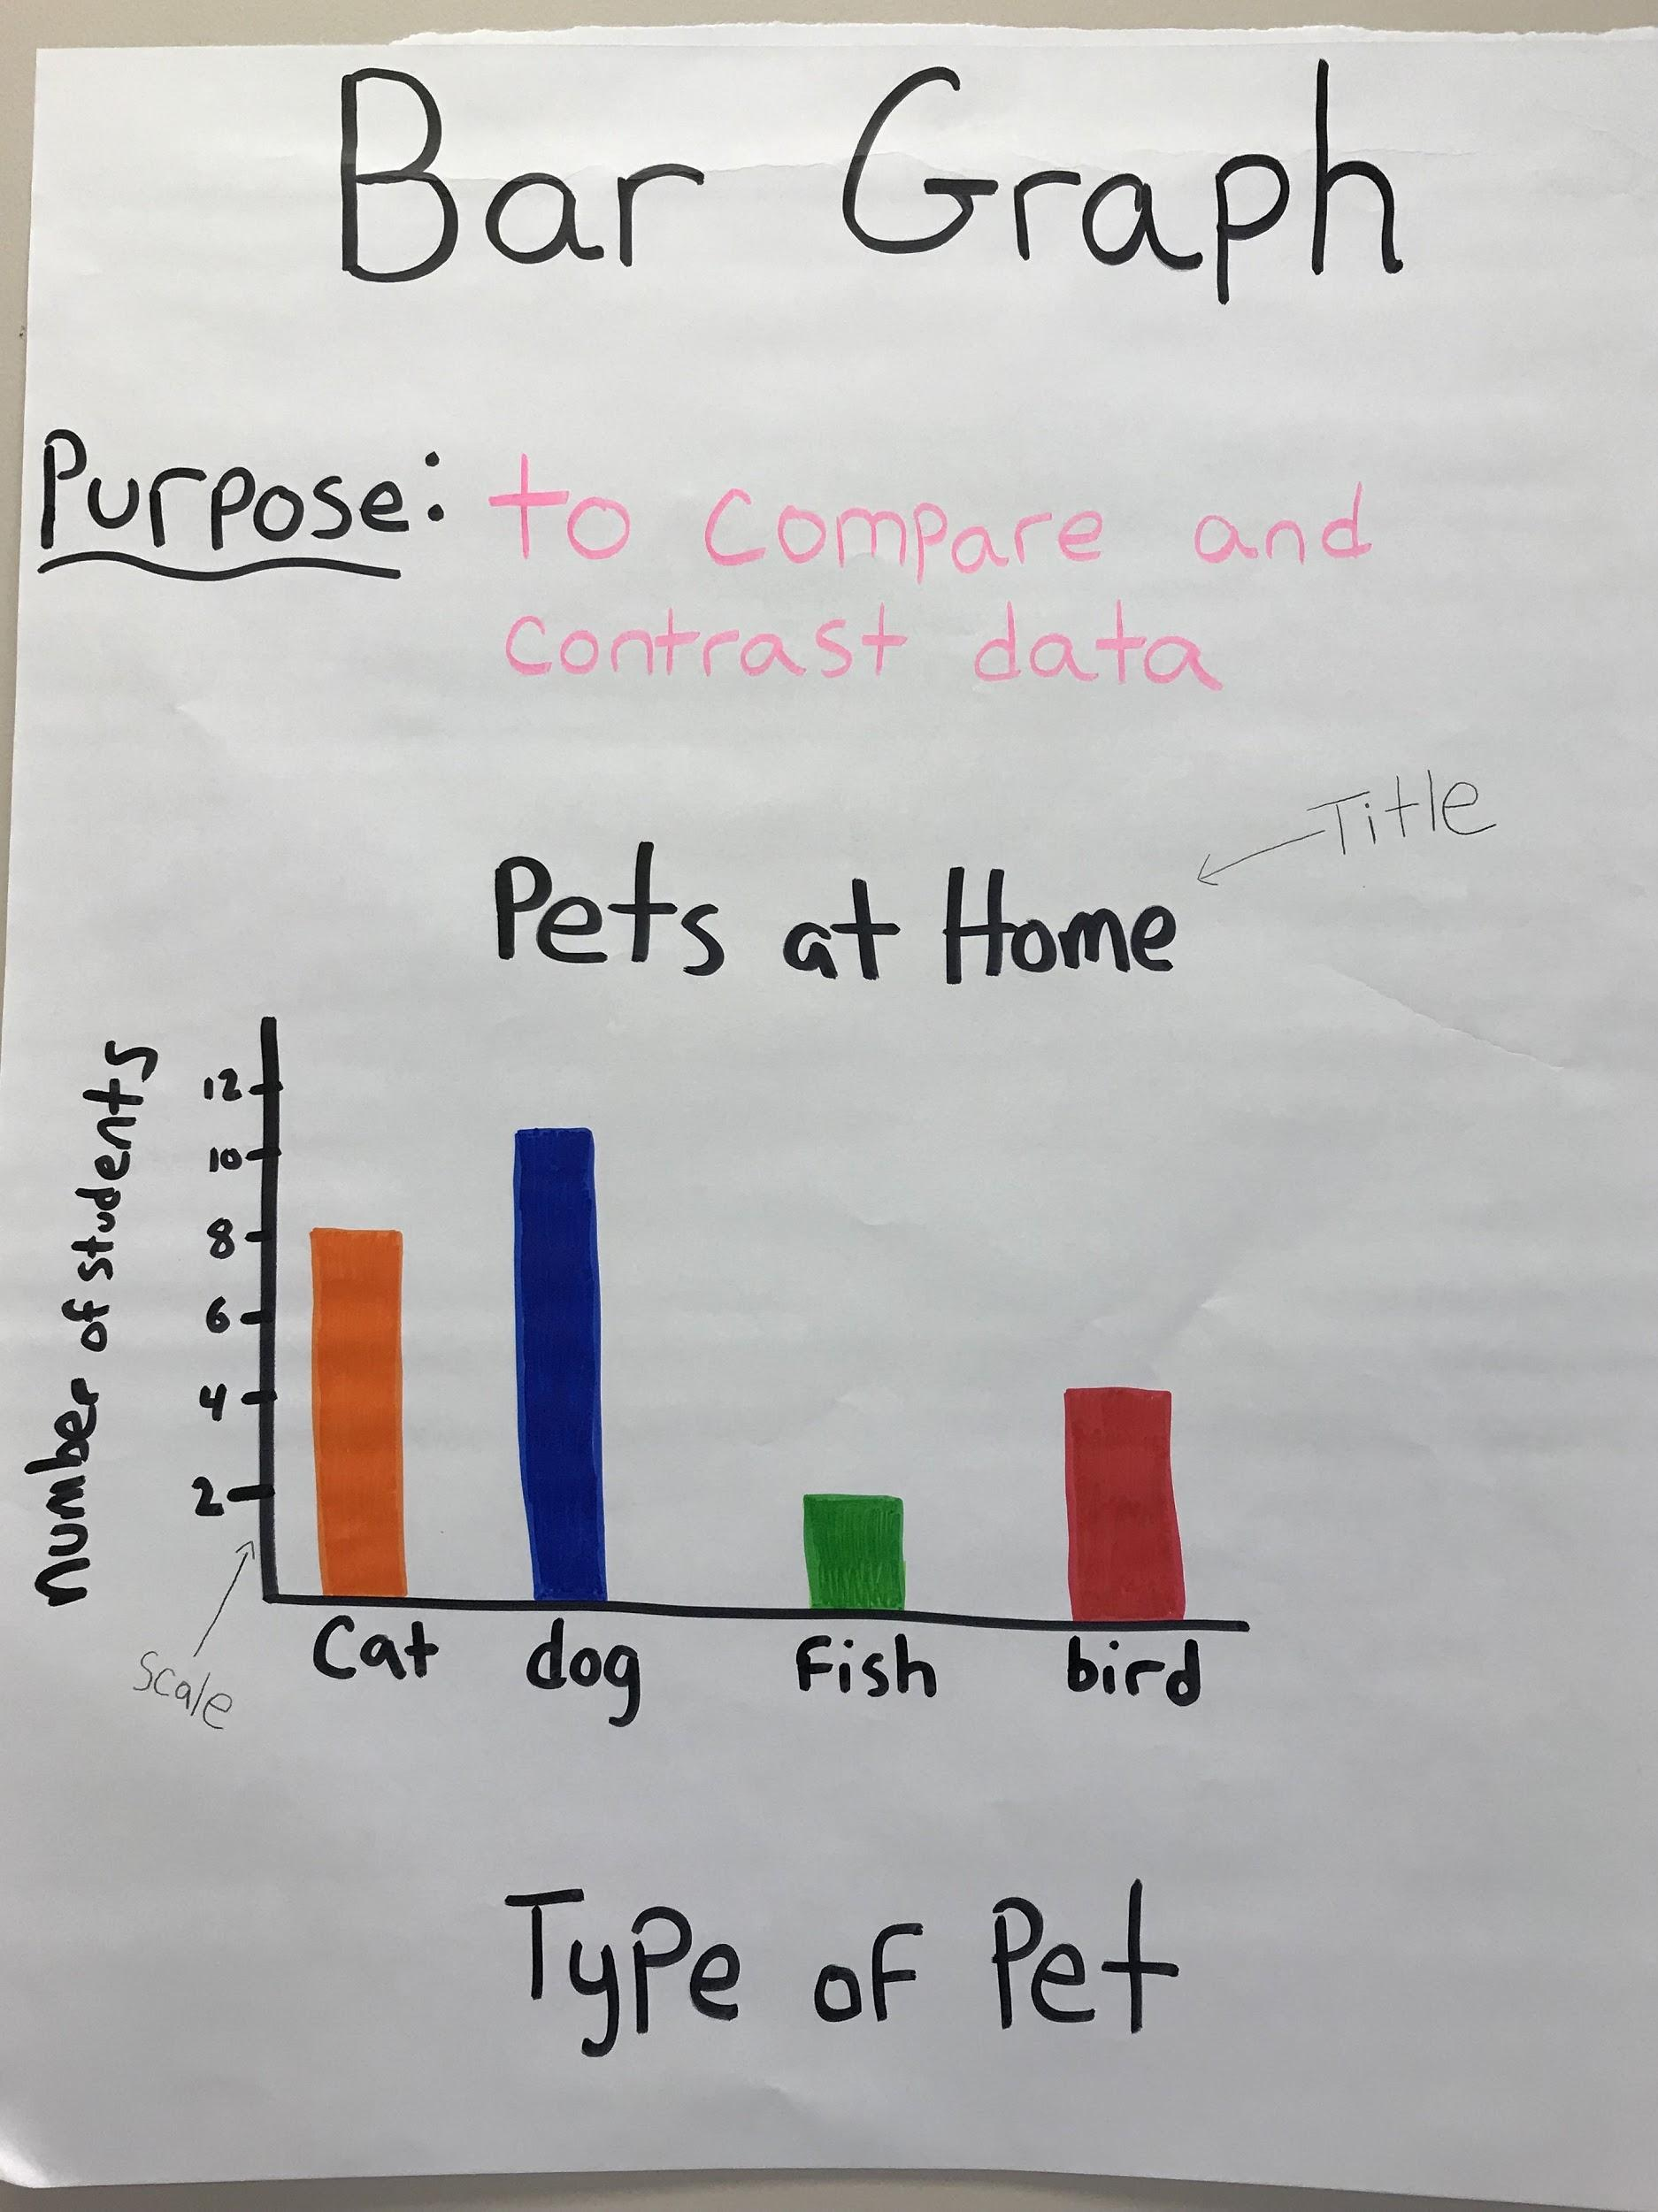 Bar Graph
Purpose: to compare and
contrast data
Title
Pets at Home
number of students
12
10
8
6
4
2
scale
Cat dog Fish bird
Type of Pet